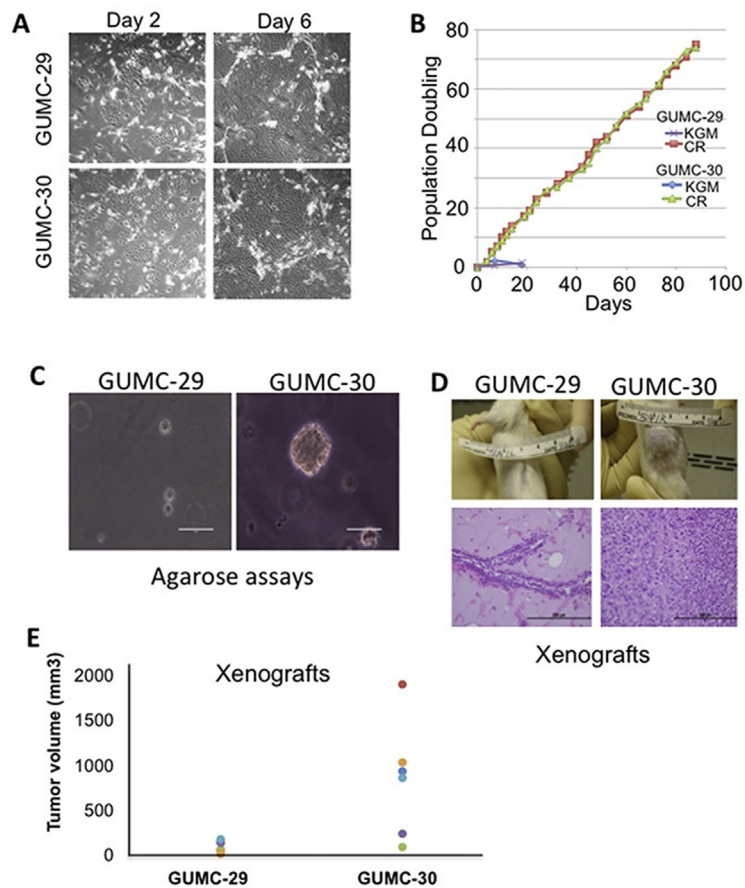 A
Day 2
Day 6
GUMC-29
GUMC-30
B
Population Doubling
80
60
40
20
0
0
20
40
60
80
100
Days
GUMC-29
KGM
CR
GUMC-30
KGM
CR
C
GUMC-29
GUMC-30
Agarose assays
D
GUMC-29
GUMC-30
Xenografts
E
Xenografts
Tumor volume (mm3)
2000
1500
1000
500
0
GUMC-29
GUMC-30